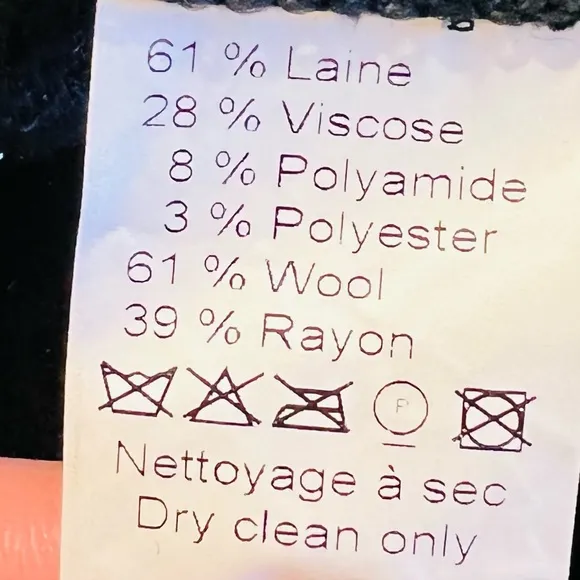 61 % Laine
28 % Viscose
8 % Polyamide
3 % Polyester
61 % Wool
39 % Rayon
P
Nettoyage à sec
Dry clean only